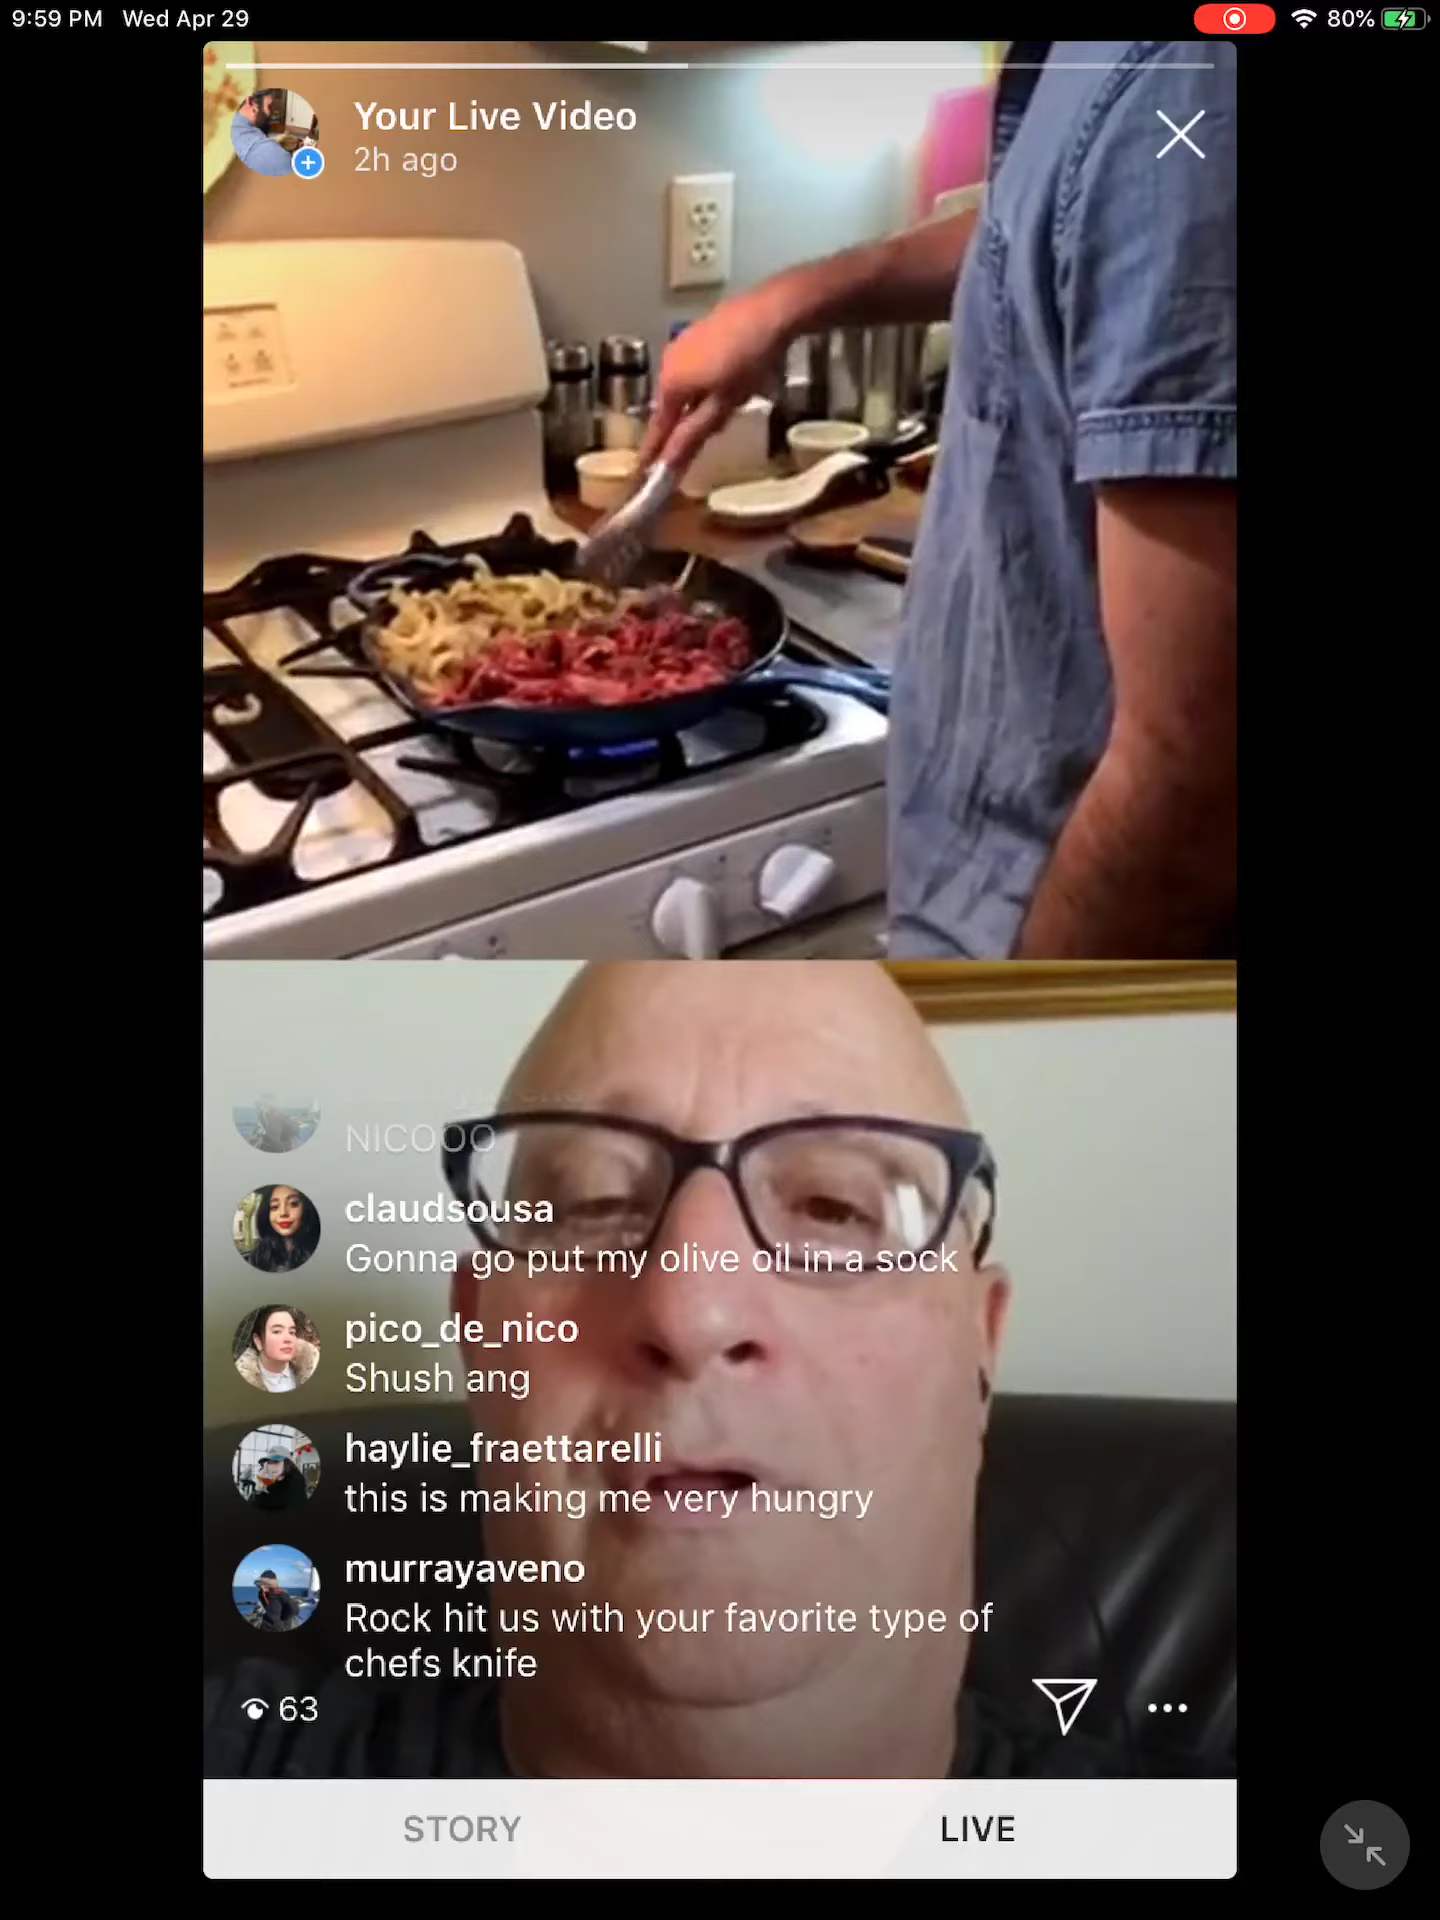 9:59 PM Wed Apr 29
80%
Your Live Video
2h ago
NICOOO
claudsousa
Gonna go put my olive oil in a sock
pico_de_nico
Shush ang
haylie_fraettarelli
this is making me very hungry
murrayaveno
Rock hit us with your favorite type of
chefs knife
63
STORY
LIVE